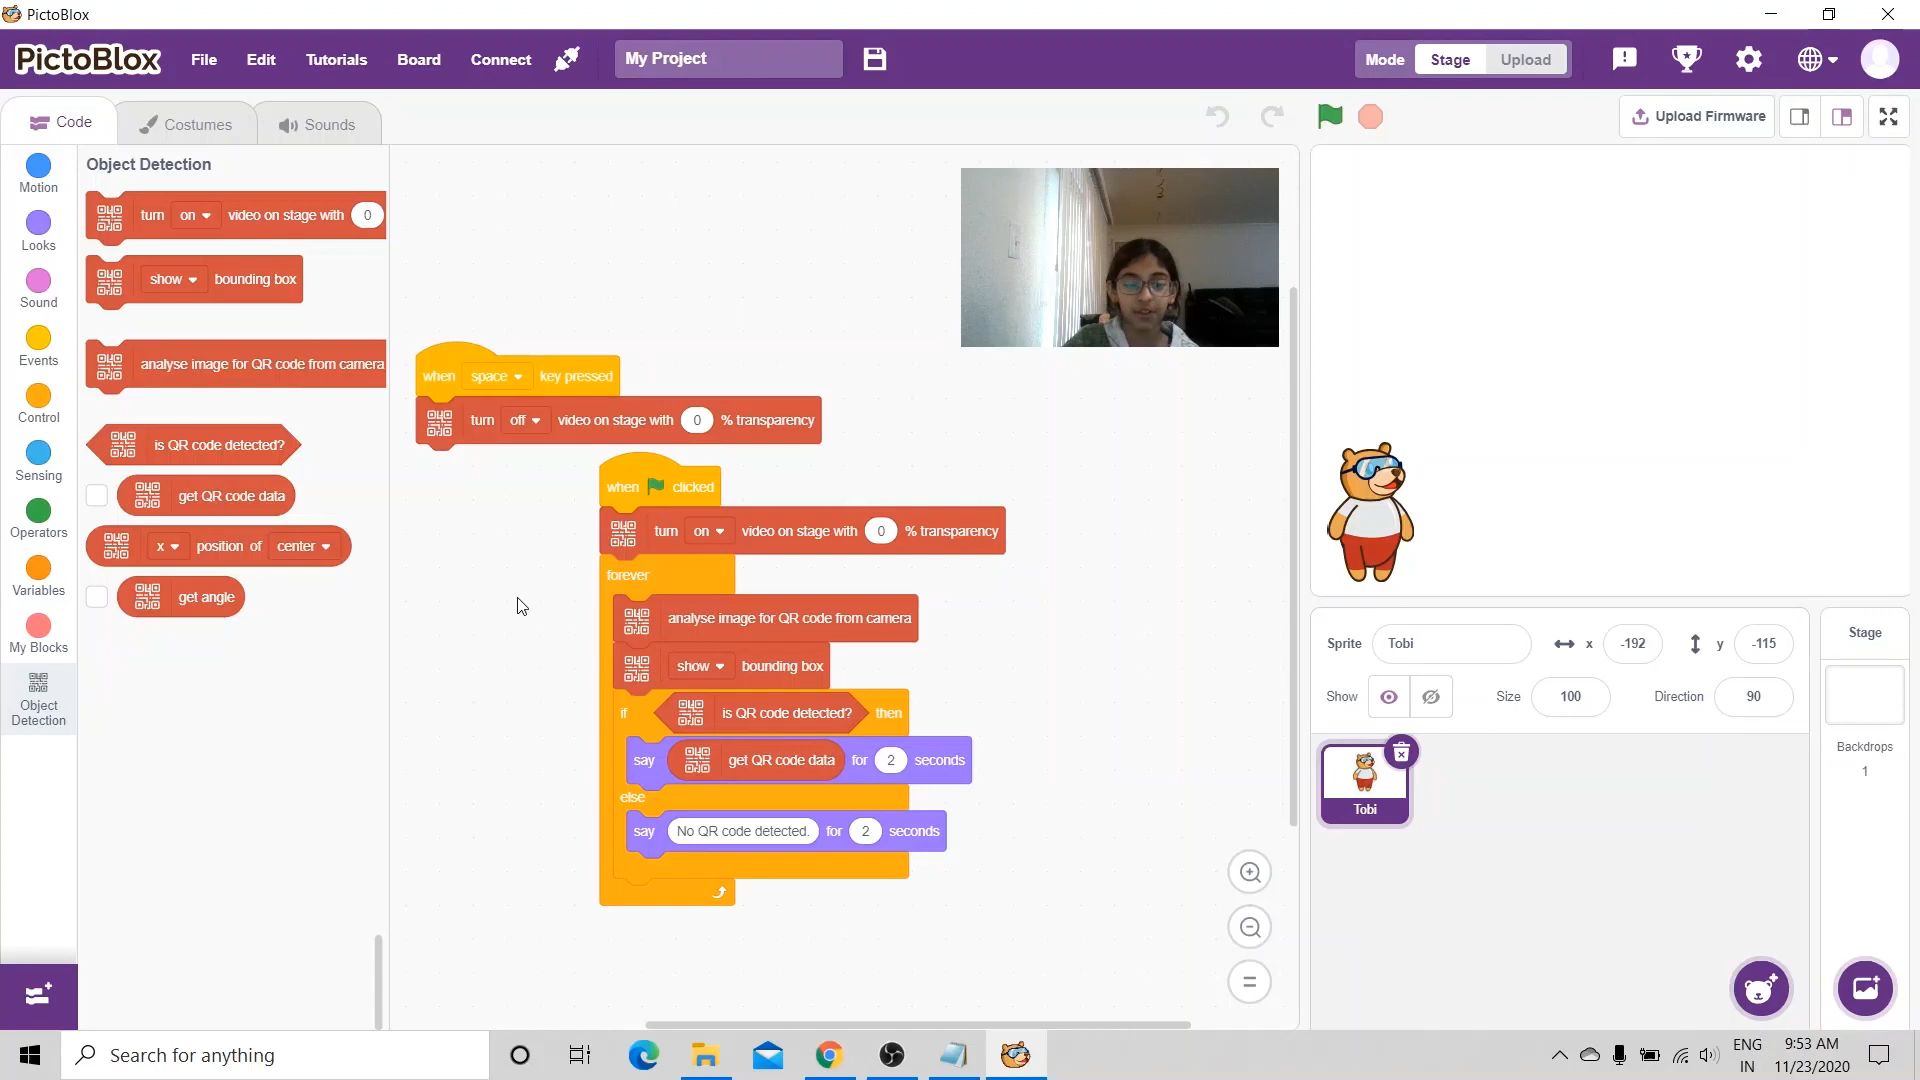 PictoBlox
PictoBlox File Edit Tutorials Board Connect My Project Mode Stage Upload
Code Costumes Sounds Upload Firmware
Object Detection
Motion
Looks
Sound
Events
Control
Sensing
Operators
Variables
My Blocks
Object
Detection
turn on video on stage with 0
show bounding box
analyse image for QR code from camera
is QR code detected?
get QR code data
x position of center
get angle
when space key pressed
turn off video on stage with 0 % transparency
when clicked
turn on video on stage with 0 % transparency
forever
analyse image for QR code from camera
show bounding box
if is QR code detected? then
say get QR code data for 2 seconds
else
say No QR code detected. for 2 seconds
Sprite Tobi x -192 y -115
Show Size 100 Direction 90
Tobi
Stage
Backdrops
1
Search for anything
ENG
IN
9:53 AM
11/23/2020